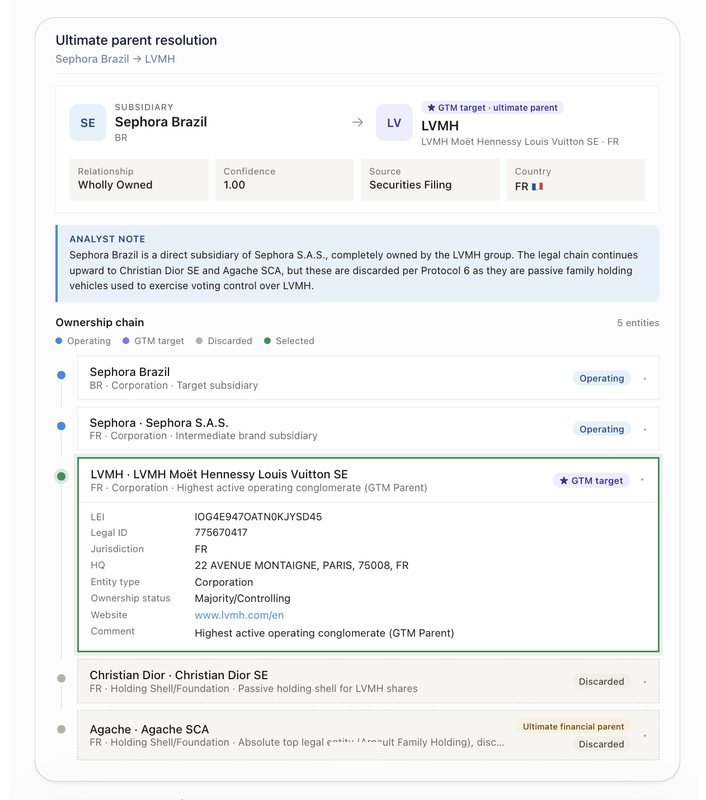 Ultimate parent resolution
Sephora Brazil → LVMH
SE
SUBSIDIARY
Sephora Brazil
BR
→
LV
★ GTM target · ultimate parent
LVMH
LVMH Moët Hennessy Louis Vuitton SE · FR
Relationship
Wholly Owned
Confidence
1.00
Source
Securities Filing
Country
FR 🇫🇷
ANALYST NOTE
Sephora Brazil is a direct subsidiary of Sephora S.A.S., completely owned by the LVMH group. The legal chain continues
upward to Christian Dior SE and Agache SCA, but these are discarded per Protocol 6 as they are passive family holding
vehicles used to exercise voting control over LVMH.
Ownership chain
5 entities
Operating GTM target Discarded Selected
Sephora Brazil
BR · Corporation · Target subsidiary
Operating
Sephora · Sephora S.A.S.
FR · Corporation · Intermediate brand subsidiary
Operating
LVMH · LVMH Moët Hennessy Louis Vuitton SE
FR · Corporation · Highest active operating conglomerate (GTM Parent)
★ GTM target
LEI IOG4E947OATN0KJYSD45
Legal ID 775670417
Jurisdiction FR
HQ 22 AVENUE MONTAIGNE, PARIS, 75008, FR
Entity type Corporation
Ownership status Majority/Controlling
Website www.lvmh.com/en
Comment Highest active operating conglomerate (GTM Parent)
Christian Dior · Christian Dior SE
FR · Holding Shell/Foundation · Passive holding shell for LVMH shares
Discarded
Agache · Agache SCA
FR · Holding Shell/Foundation · Absolute top legal entity (Arnault Family Holding), disc...
Ultimate financial parent
Discarded